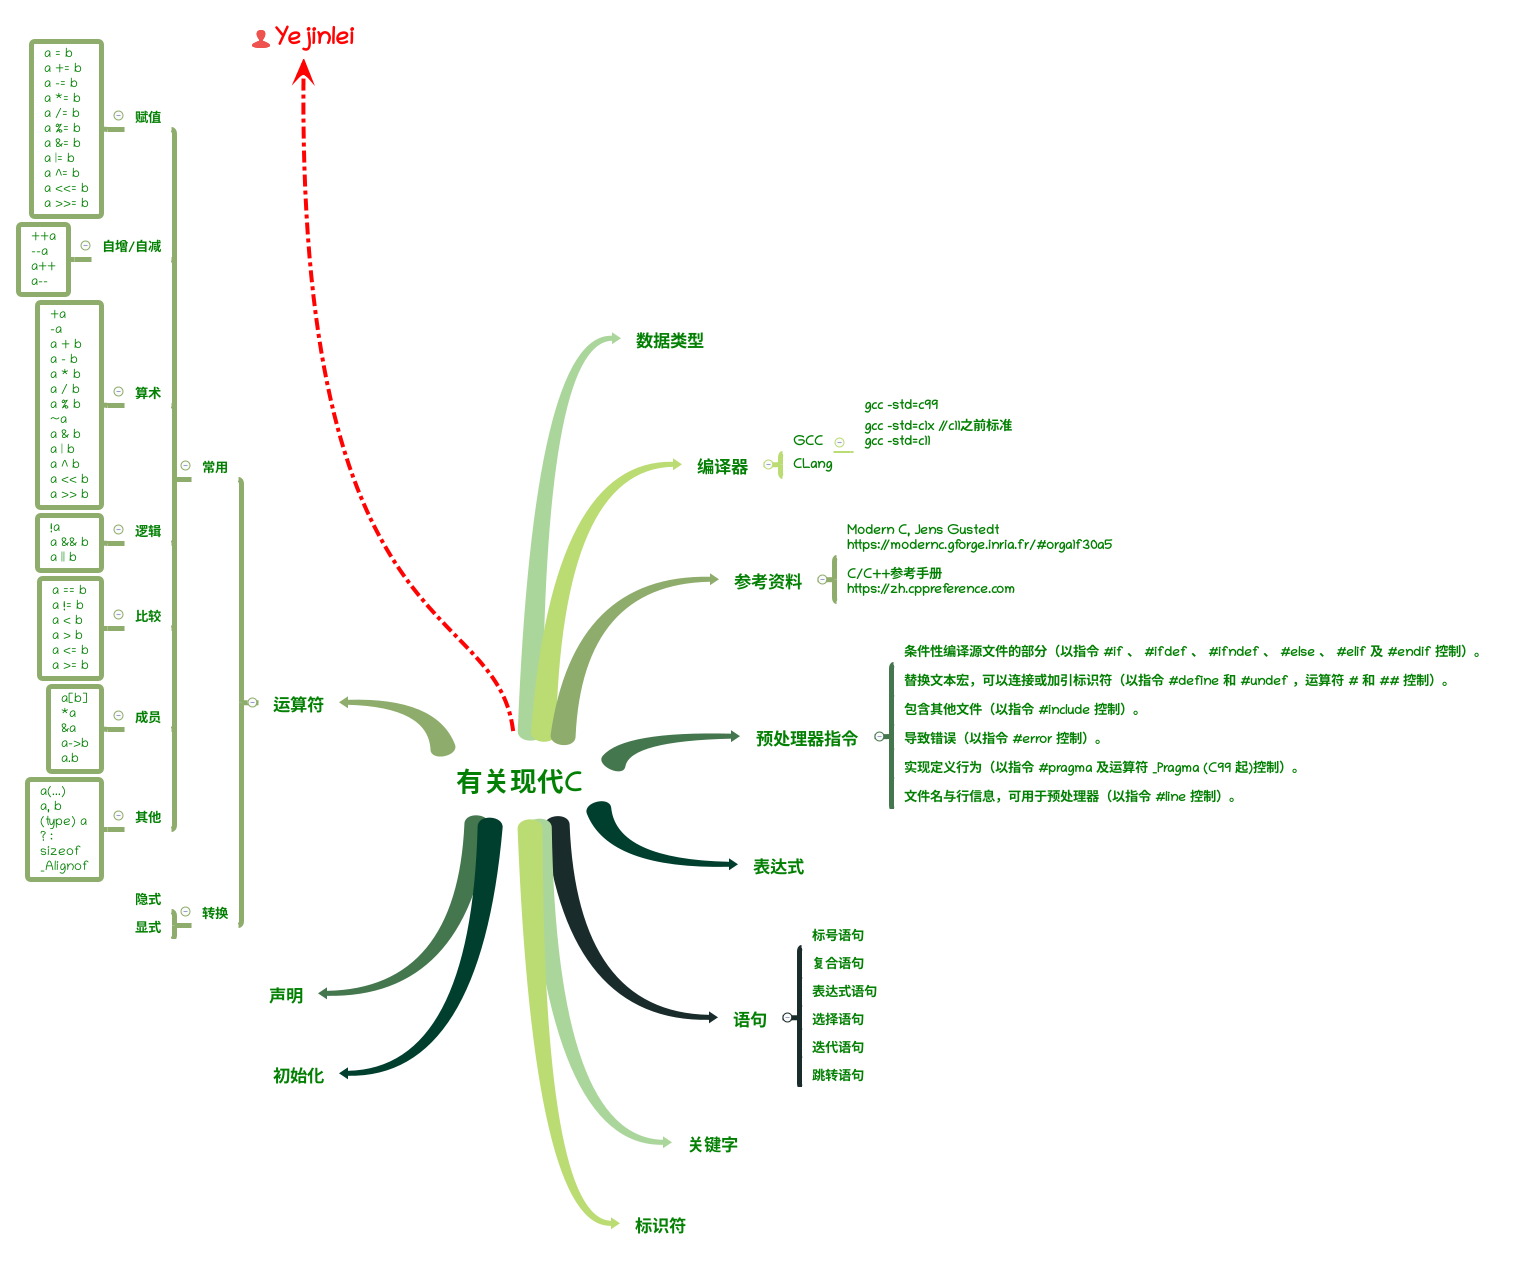 Ye jinlei
有关现代C
数据类型
编译器
GCC
gcc -std=c99
gcc -std=c1x //c11之前标准
gcc -std=c11
CLang
参考资料
Modern C, Jens Gustedt
https://modernc.gforge.inria.fr/#orga1f30a5
C/C++参考手册
https://zh.cppreference.com
预处理器指令
条件性编译源文件的部分（以指令 #if 、 #ifdef 、 #ifndef 、 #else 、 #elif 及 #endif 控制）。
替换文本宏，可以连接或加引标识符（以指令 #define 和 #undef ，运算符 # 和 ## 控制）。
包含其他文件（以指令 #include 控制）。
导致错误（以指令 #error 控制）。
实现定义行为（以指令 #pragma 及运算符 _Pragma (C99 起)控制）。
文件名与行信息，可用于预处理器（以指令 #line 控制）。
表达式
语句
标号语句
复合语句
表达式语句
选择语句
迭代语句
跳转语句
关键字
标识符
运算符
常用
赋值
a = b
a += b
a -= b
a *= b
a /= b
a %= b
a &= b
a |= b
a ^= b
a <<= b
a >>= b
自增/自减
++a
--a
a++
a--
算术
+a
-a
a + b
a - b
a * b
a / b
a % b
~a
a & b
a | b
a ^ b
a << b
a >> b
逻辑
!a
a && b
a || b
比较
a == b
a != b
a < b
a > b
a <= b
a >= b
成员
a[b]
*a
&a
a->b
a.b
其他
a(...)
a, b
(type) a
? :
sizeof
_Alignof
转换
隐式
显式
声明
初始化